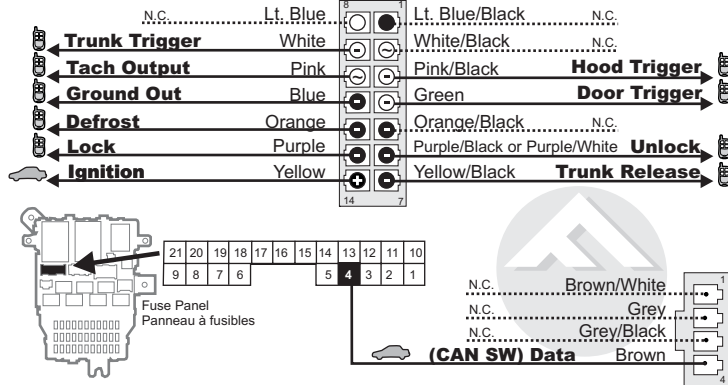 8 1
N.C. Lt. Blue Lt. Blue/Black N.C.
Trunk Trigger White White/Black N.C.
Tach Output Pink Pink/Black Hood Trigger
Ground Out Blue Green Door Trigger
Defrost Orange Orange/Black N.C.
Lock Purple Purple/Black or Purple/White Unlock
Ignition Yellow Yellow/Black Trunk Release
14 7
21 20 19 18 17 16 15 14 13 12 11 10
9 8 7 6 5 4 3 2 1
Fuse Panel
Panneau à fusibles
1
N.C. Brown/White
N.C. Grey
N.C. Grey/Black
(CAN SW) Data Brown
4